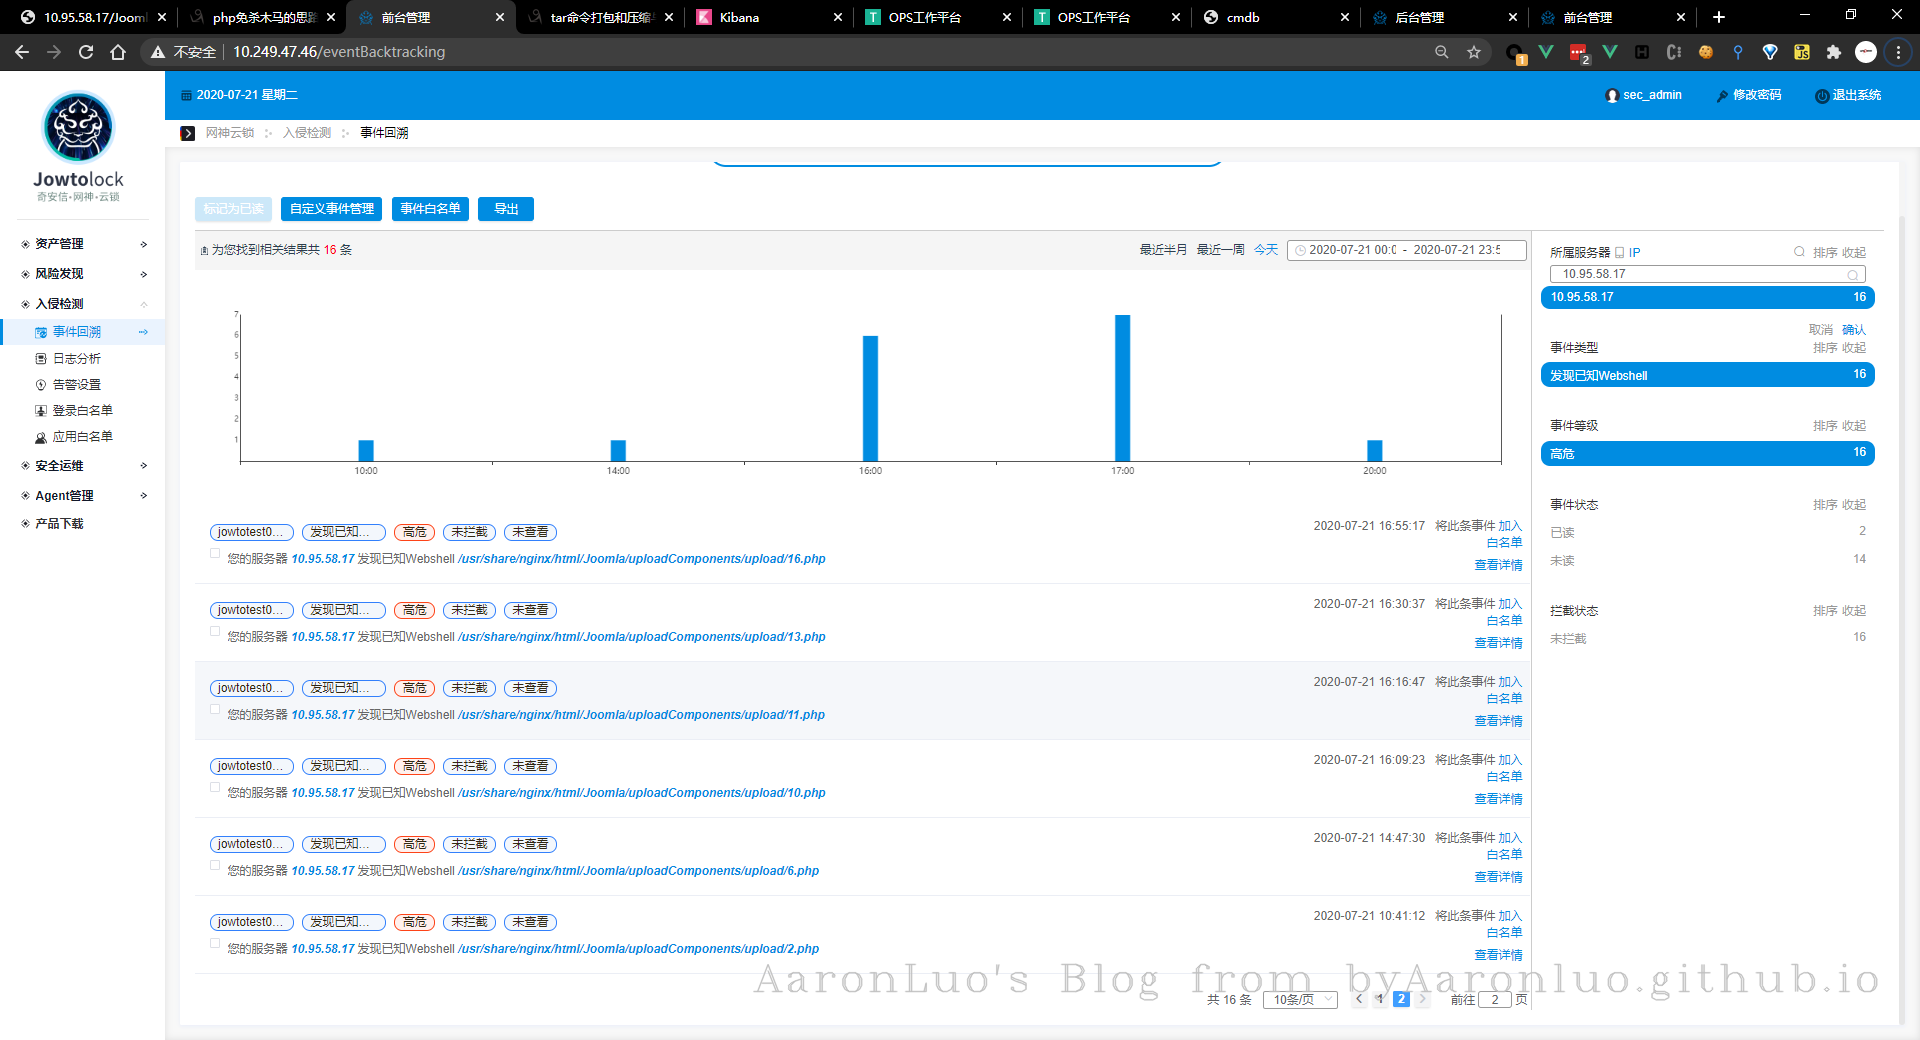 10.95.58.17/Jooml
php免杀木马的思路
前台管理
tar命令打包和压缩
Kibana
OPS工作平台
OPS工作平台
cmdb
后台管理
前台管理
不安全 10.249.47.46/eventBacktracking
1
2
2020-07-21 星期二
sec_admin
修改密码
退出系统
网神云锁
入侵检测
事件回溯
Jowtolock
奇安信•网神•云锁
资产管理
风险发现
入侵检测
事件回溯
日志分析
告警设置
登录白名单
应用白名单
安全运维
Agent管理
产品下载
标记为已读 自定义事件管理 事件白名单 导出
为您找到相关结果共 16 条
最近半月 最近一周 今天 2020-07-21 00:0 - 2020-07-21 23:5
7
6
5
4
3
2
1
10:00 14:00 16:00 17:00 20:00
jowtotest0... 发现已知... 高危 未拦截 未查看
2020-07-21 16:55:17 将此条事件 加入
白名单
您的服务器 10.95.58.17 发现已知Webshell /usr/share/nginx/html/Joomla/uploadComponents/upload/16.php
查看详情
jowtotest0... 发现已知... 高危 未拦截 未查看
2020-07-21 16:30:37 将此条事件 加入
白名单
您的服务器 10.95.58.17 发现已知Webshell /usr/share/nginx/html/Joomla/uploadComponents/upload/13.php
查看详情
jowtotest0... 发现已知... 高危 未拦截 未查看
2020-07-21 16:16:47 将此条事件 加入
白名单
您的服务器 10.95.58.17 发现已知Webshell /usr/share/nginx/html/Joomla/uploadComponents/upload/11.php
查看详情
jowtotest0... 发现已知... 高危 未拦截 未查看
2020-07-21 16:09:23 将此条事件 加入
白名单
您的服务器 10.95.58.17 发现已知Webshell /usr/share/nginx/html/Joomla/uploadComponents/upload/10.php
查看详情
jowtotest0... 发现已知... 高危 未拦截 未查看
2020-07-21 14:47:30 将此条事件 加入
白名单
您的服务器 10.95.58.17 发现已知Webshell /usr/share/nginx/html/Joomla/uploadComponents/upload/6.php
查看详情
jowtotest0... 发现已知... 高危 未拦截 未查看
2020-07-21 10:41:12 将此条事件 加入
白名单
您的服务器 10.95.58.17 发现已知Webshell /usr/share/nginx/html/Joomla/uploadComponents/upload/2.php
查看详情
共 16 条 10条/页 1 2 前往 2 页
所属服务器 IP 排序 收起
10.95.58.17
10.95.58.17 16
取消 确认
事件类型 排序 收起
发现已知Webshell 16
事件等级 排序 收起
高危 16
事件状态 排序 收起
已读 2
未读 14
拦截状态 排序 收起
未拦截 16
AaronLuo's Blog from byAaronluo.github.io